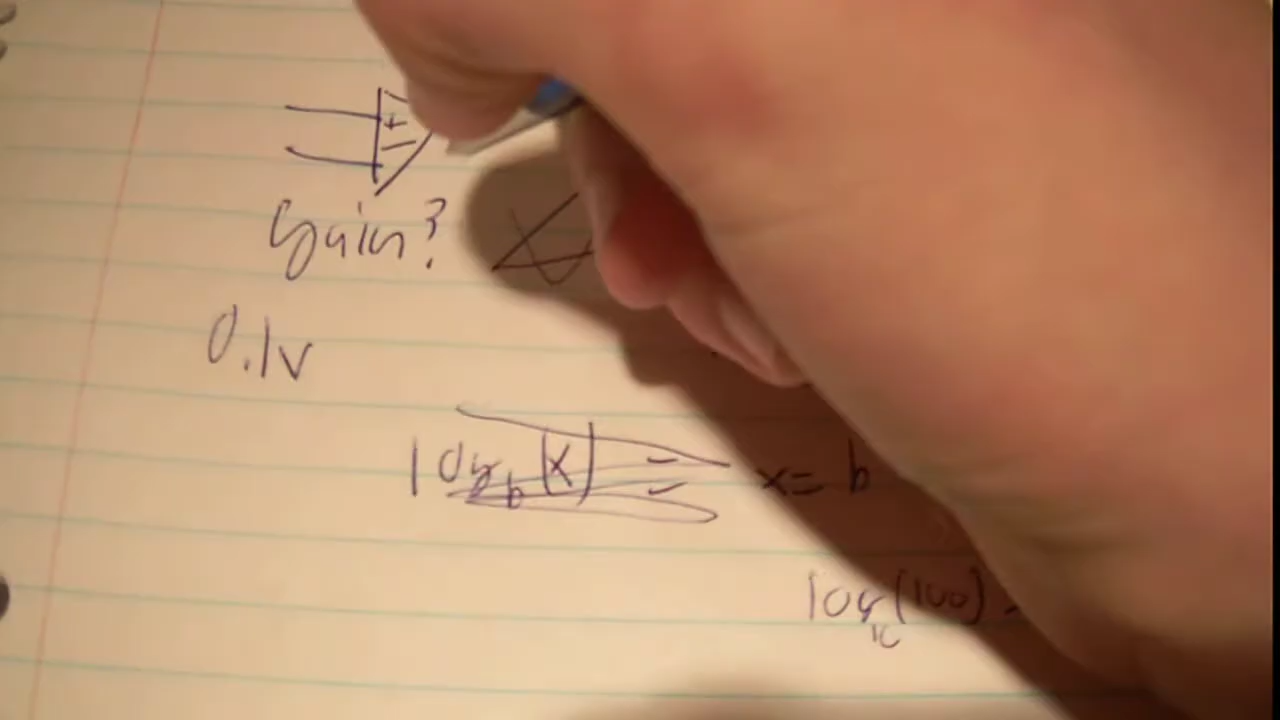 +
-
Gain?
0.1v
log_b(x) = x = b
log_10(100)